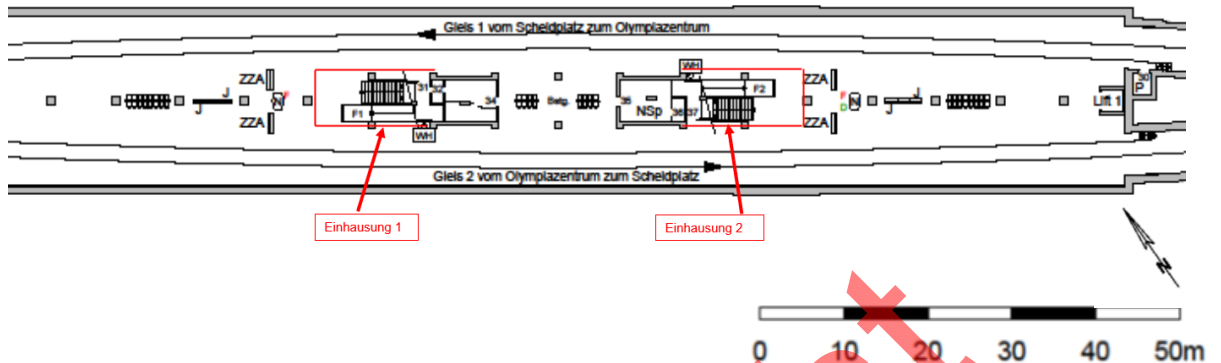 Gleis 1 vom Scheidplatz zum Olympiazentrum
ZZA
WH
ZZA
30
P
Lift 1
J
J
N
F
31
32
34
Betg.
35
NSp
36
37
F2
F
D
N
J
J
F1
ZZA
WH
ZZA
Gleis 2 vom Olympiazentrum zum Scheidplatz
Einhausung 1
Einhausung 2
N
0 10 20 30 40 50m